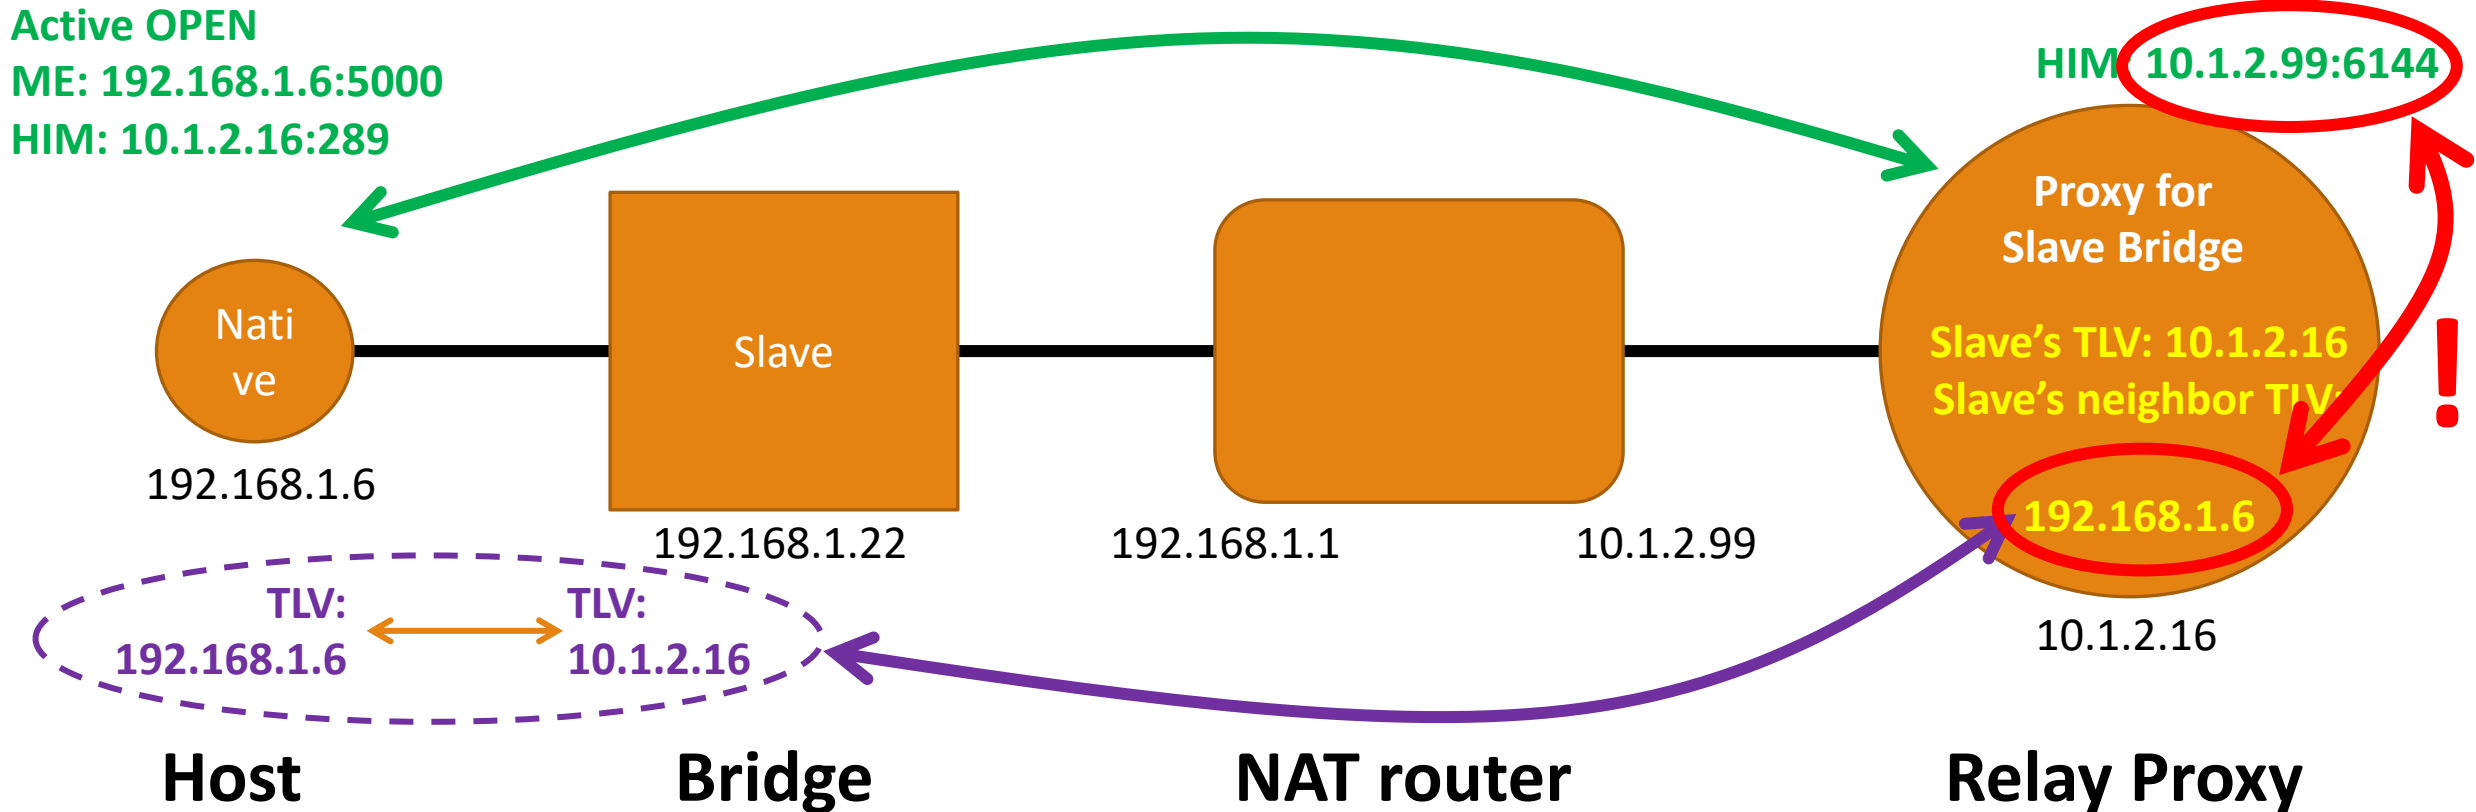 Active OPEN
ME: 192.168.1.6:5000
HIM: 10.1.2.16:289
HIM: 10.1.2.99:6144
Nati
ve
192.168.1.6
Slave
192.168.1.22
192.168.1.1
10.1.2.99
Proxy for
Slave Bridge
Slave’s TLV: 10.1.2.16
Slave’s neighbor TLV:
192.168.1.6
!
10.1.2.16
TLV:
192.168.1.6
TLV:
10.1.2.16
Host
Bridge
NAT router
Relay Proxy